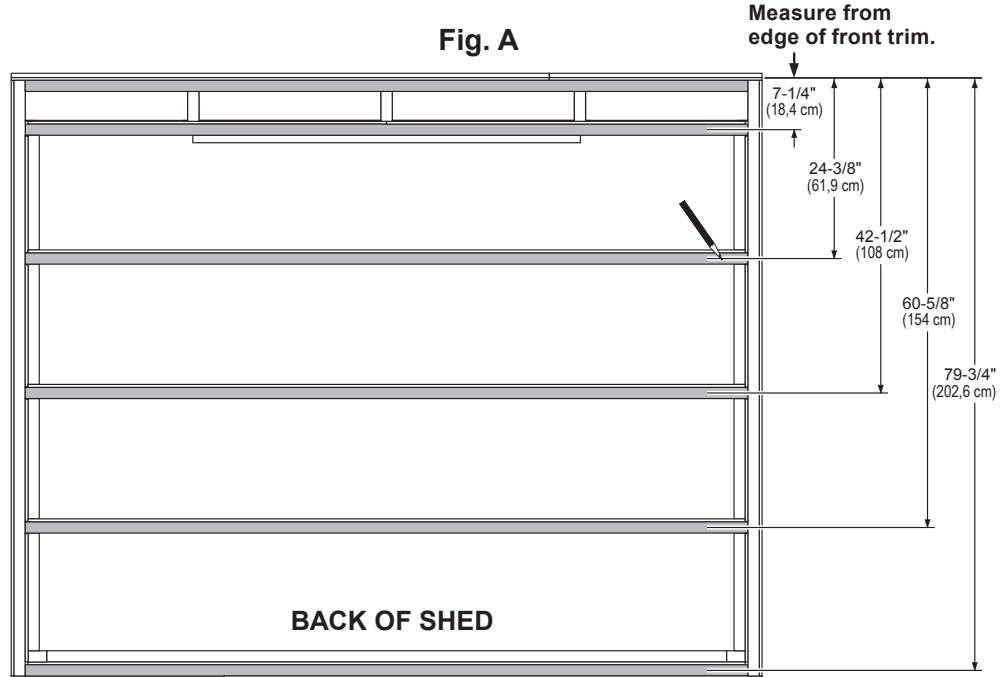 Fig. A
Measure from
edge of front trim.
7-1/4"
(18,4 cm)
24-3/8"
(61,9 cm)
42-1/2"
(108 cm)
60-5/8"
(154 cm)
79-3/4"
(202,6 cm)
BACK OF SHED